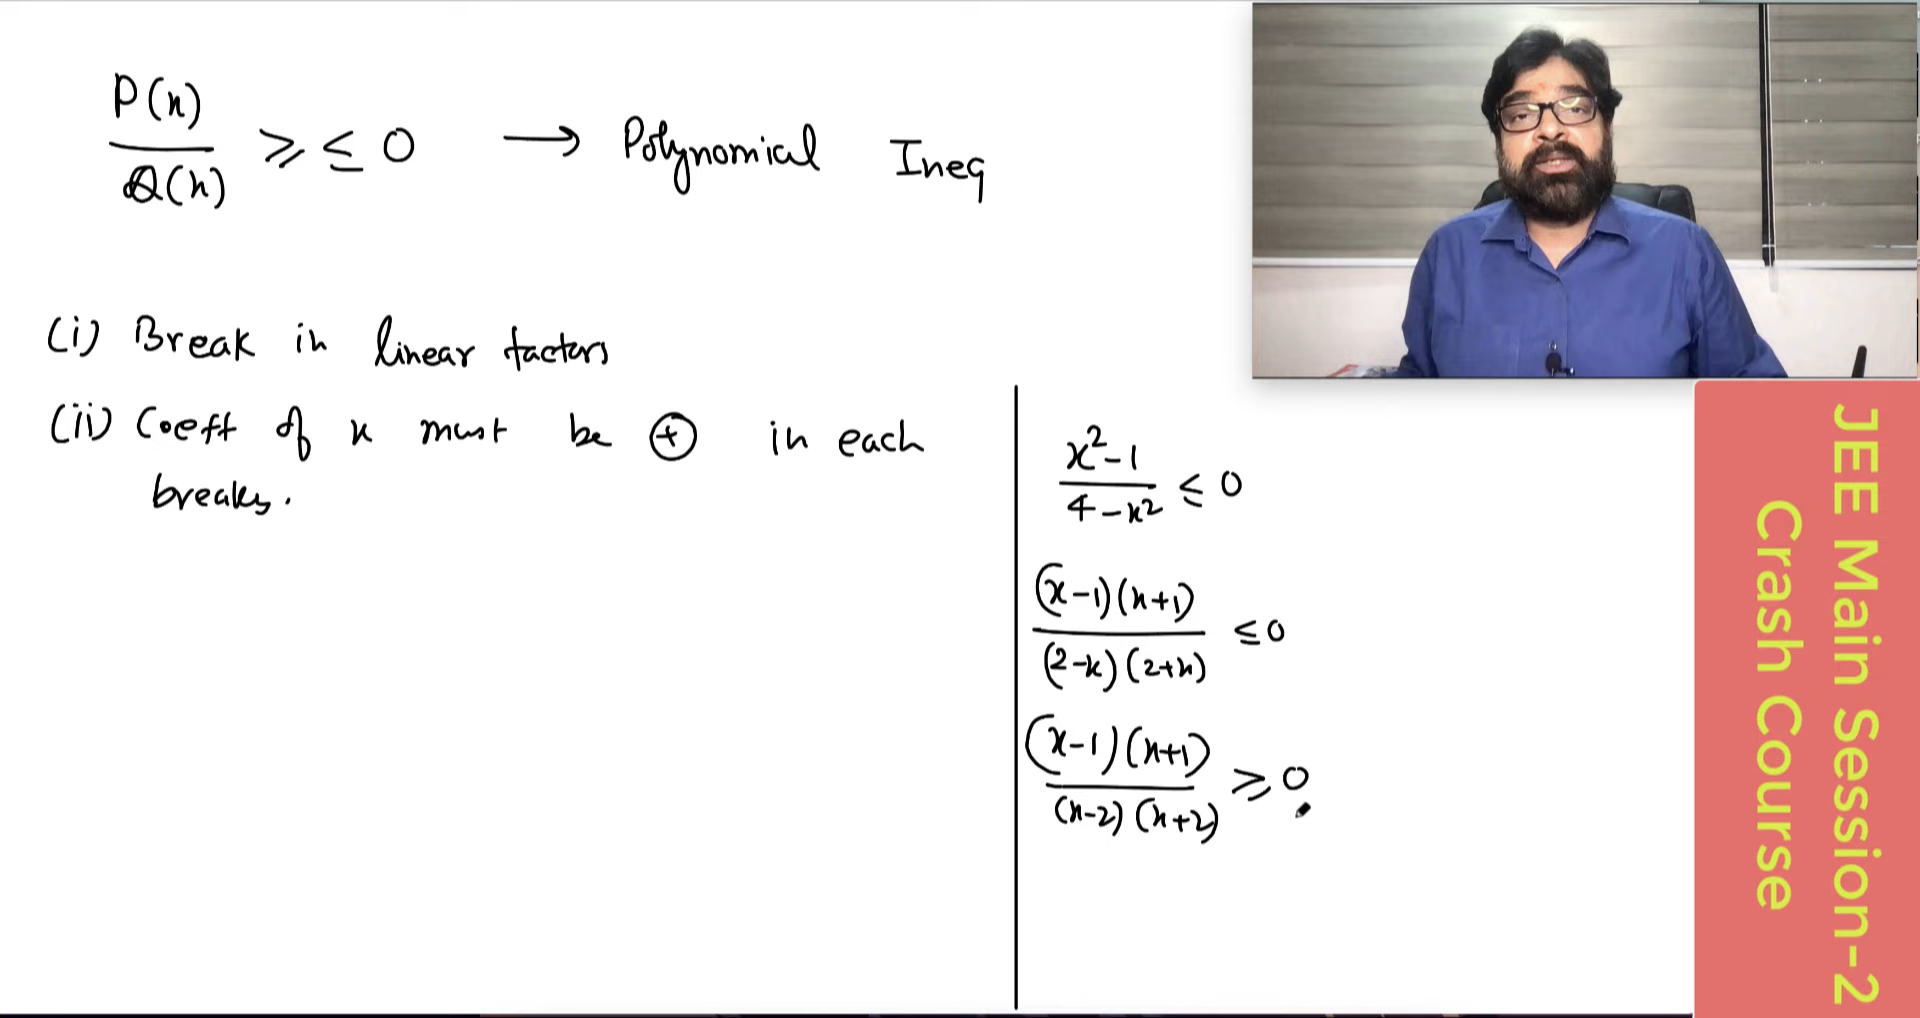 P(x)/Q(x) ≥ ≤ 0 → Polynomial Ineq
(i) Break in linear factors
(ii) Coeff of x must be ⊕ in each
breaks.
x²-1/4-x² ≤ 0
(x-1)(x+1)/(2-x)(2+x) ≤0
(x-1)(x+1)/(x-2)(x+2) ≥ 0
JEE Main Session-2
Crash Course